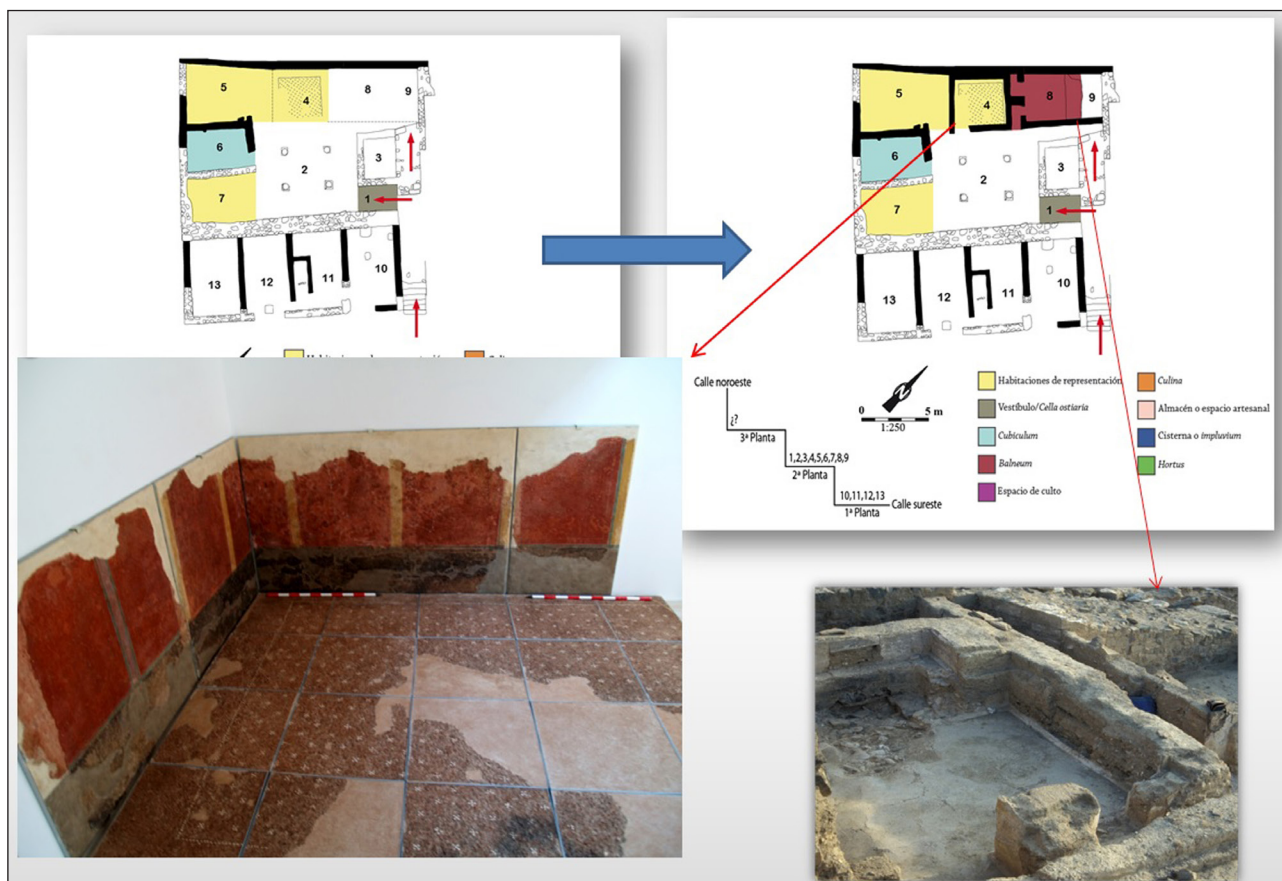 5
4
8
9
6
3
2
7
1
13
12
11
10
5
4
8
9
6
3
2
7
1
13
12
11
10
Calle noroeste
¿?
3ª Planta
1,2,3,4,5,6,7,8,9
2ª Planta
10,11,12,13
1ª Planta
Calle sureste
N
0 5 m
1:250
Habitaciones de representación
Vestíbulo/Cella ostiaria
Cubiculum
Balneum
Espacio de culto
Culina
Almacén o espacio artesanal
Cisterna o impluvium
Hortus